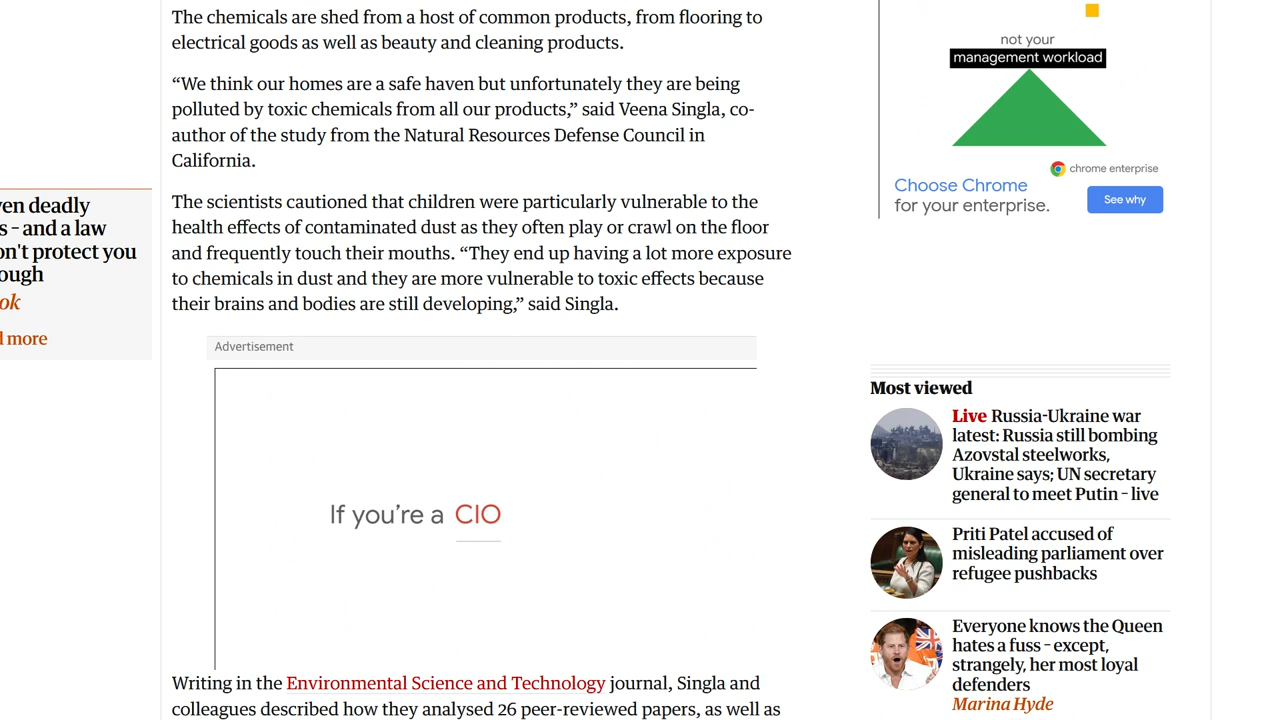 The chemicals are shed from a host of common products, from flooring to
electrical goods as well as beauty and cleaning products.
“We think our homes are a safe haven but unfortunately they are being
polluted by toxic chemicals from all our products,” said Veena Singla, co-
author of the study from the Natural Resources Defense Council in
California.
The scientists cautioned that children were particularly vulnerable to the
health effects of contaminated dust as they often play or crawl on the floor
and frequently touch their mouths. “They end up having a lot more exposure
to chemicals in dust and they are more vulnerable to toxic effects because
their brains and bodies are still developing,” said Singla.
Advertisement
If you’re a CIO
Writing in the Environmental Science and Technology journal, Singla and
colleagues described how they analysed 26 peer-reviewed papers, as well as
ven deadly
s – and a law
on't protect you
ough
ok
d more
not your
management workload
chrome enterprise
Choose Chrome
for your enterprise.
See why
Most viewed
Live Russia-Ukraine war
latest: Russia still bombing
Azovstal steelworks,
Ukraine says; UN secretary
general to meet Putin – live
Priti Patel accused of
misleading parliament over
refugee pushbacks
Everyone knows the Queen
hates a fuss – except,
strangely, her most loyal
defenders
Marina Hyde